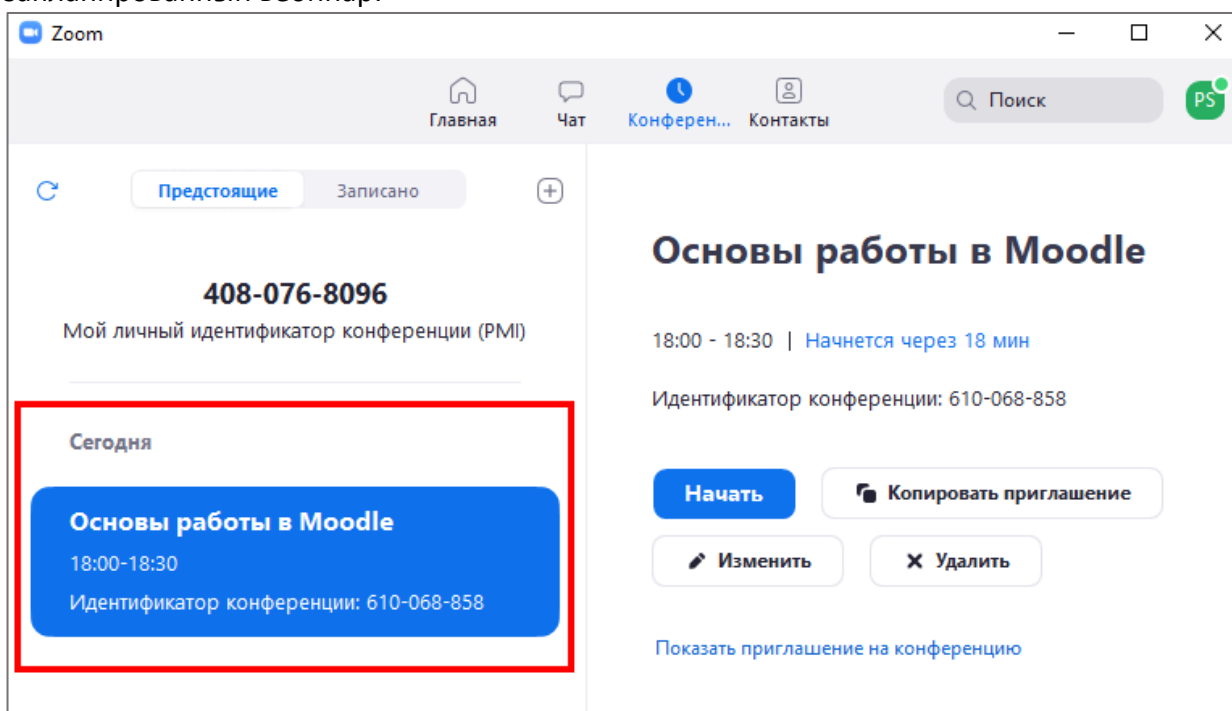 Zoom
Главная
Чат
Конферен...
Контакты
Поиск
PS
Предстоящие
Записано
408-076-8096
Мой личный идентификатор конференции (PMI)
Сегодня
Основы работы в Moodle
18:00-18:30
Идентификатор конференции: 610-068-858
Основы работы в Moodle
18:00 - 18:30 | Начнется через 18 мин
Идентификатор конференции: 610-068-858
Начать
Копировать приглашение
Изменить
Удалить
Показать приглашение на конференцию